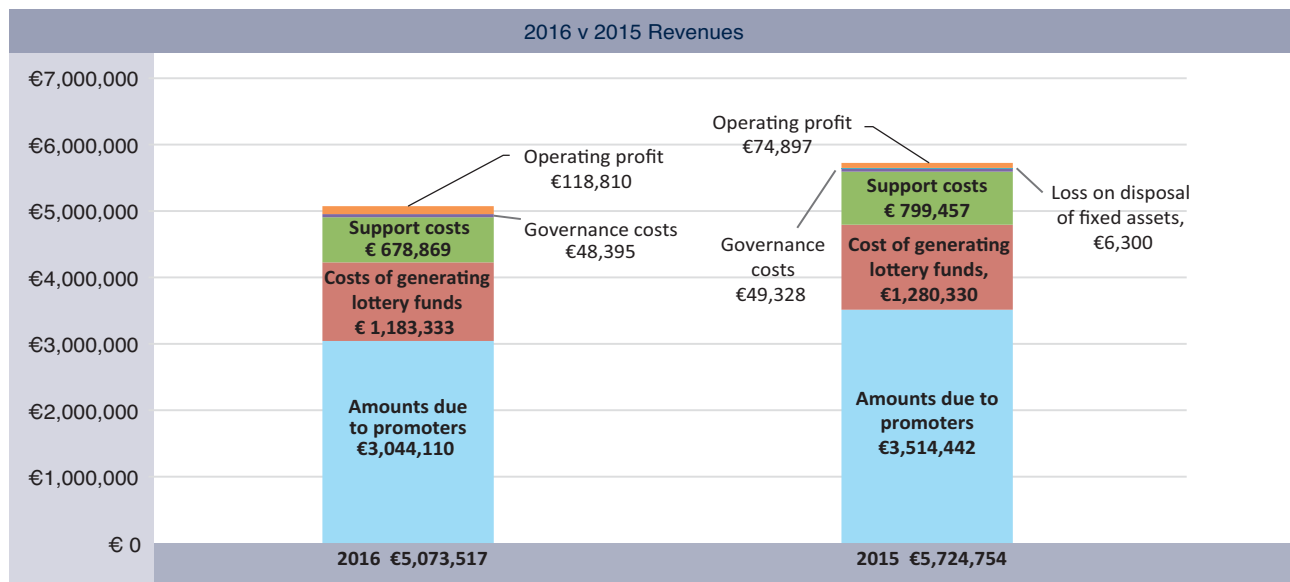 2016 v 2015 Revenues
€7,000,000
€6,000,000
€5,000,000
€4,000,000
€3,000,000
€2,000,000
€1,000,000
€ 0
Operating profit
€118,810
Governance costs
€48,395
Support costs
€ 678,869
Costs of generating
lottery funds
€ 1,183,333
Amounts due
to promoters
€3,044,110
2016 €5,073,517
Operating profit
€74,897
Governance
costs
€49,328
Loss on disposal
of fixed assets,
€6,300
Support costs
€ 799,457
Cost of generating
lottery funds,
€1,280,330
Amounts due to
promoters
€3,514,442
2015 €5,724,754